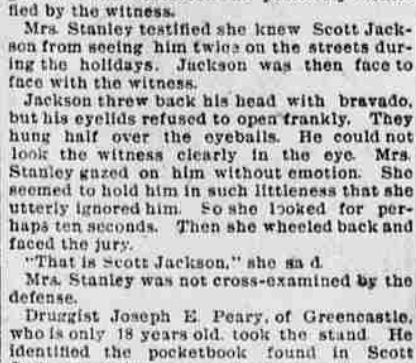 fied by the witness.
Mrs. Stanley testified she knew Scott Jack-
son from seeing him twice on the streets dur-
ing the holidays. Jackson was then face to
face with the witness.
Jackson threw back his head with bravado,
but his eyelids refused to open frankly. They
hung half over the eyeballs. He could not
look the witness clearly in the eye. Mrs.
Stanley gazed on him without emotion. She
seemed to hold him in such littleness that she
utterly ignored him. So she looked for per-
haps ten seconds. Then she wheeled back and
faced the jury.
"That is Scott Jackson," she sa d.
Mrs. Stanley was not cross-examined by the
defense.
Druggist Joseph E. Peary, of Greencastle,
who is only 18 years old. took the stand. He
identified the pocketbook found in Scott